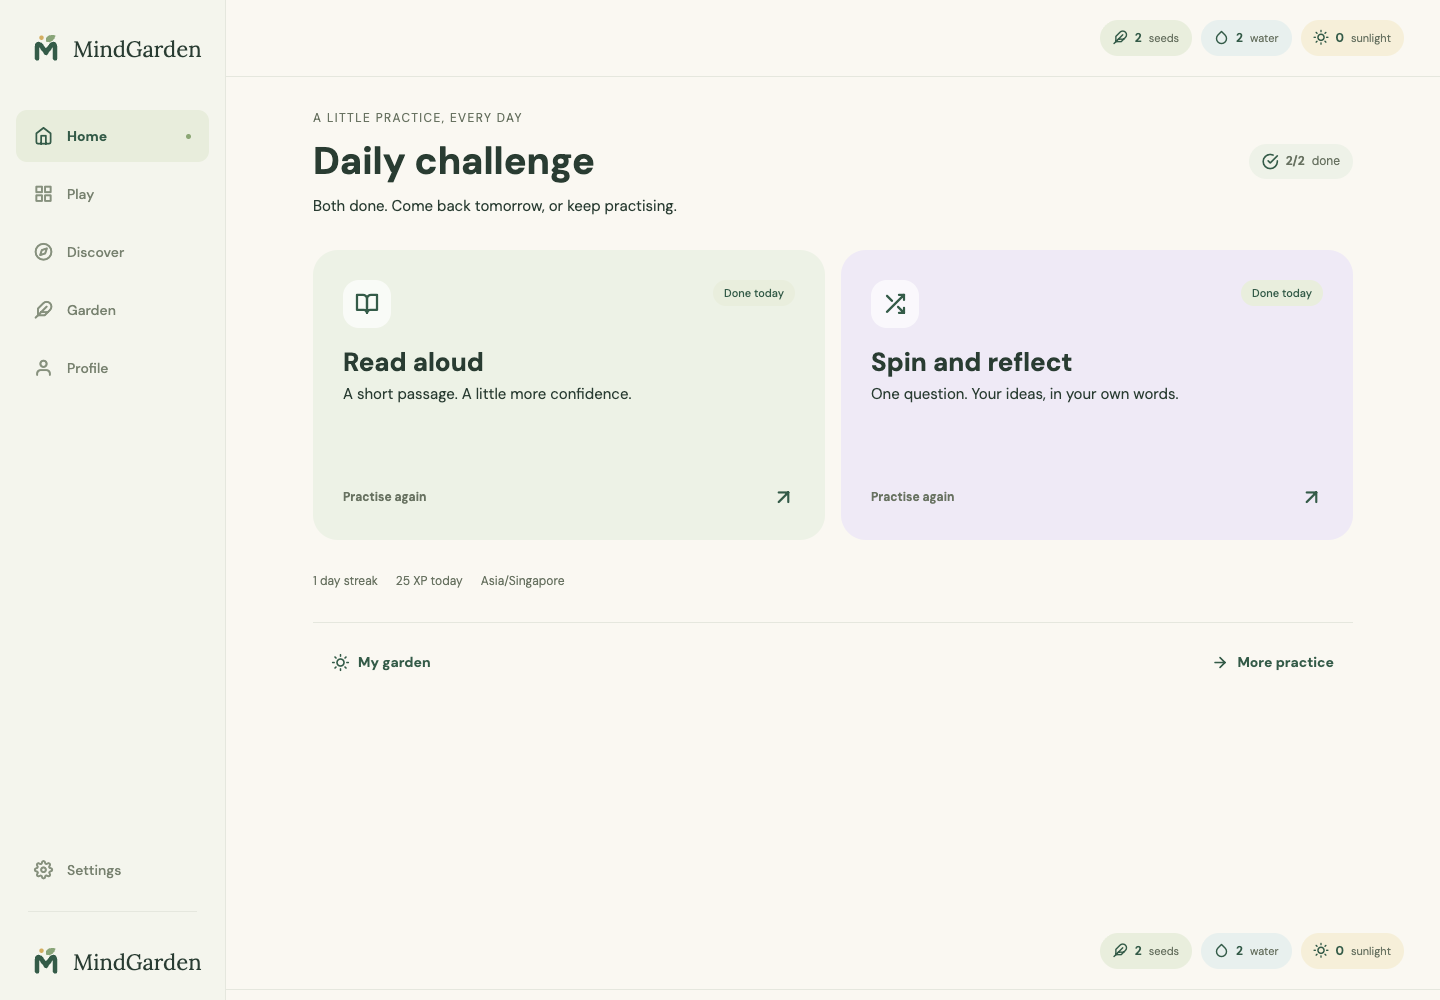 MindGarden
2 seeds
2 water
0 sunlight
Home
Play
Discover
Garden
Profile
A LITTLE PRACTICE, EVERY DAY
Daily challenge
2/2 done
Both done. Come back tomorrow, or keep practising.
Done today
Read aloud
A short passage. A little more confidence.
Practise again
Done today
Spin and reflect
One question. Your ideas, in your own words.
Practise again
1 day streak
25 XP today
Asia/Singapore
My garden
More practice
Settings
MindGarden
2 seeds
2 water
0 sunlight